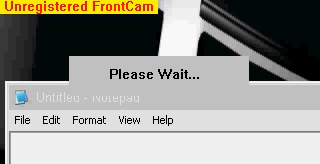 Unregistered FrontCam
Please Wait...
Untitled - Notepad
File Edit Format View Help